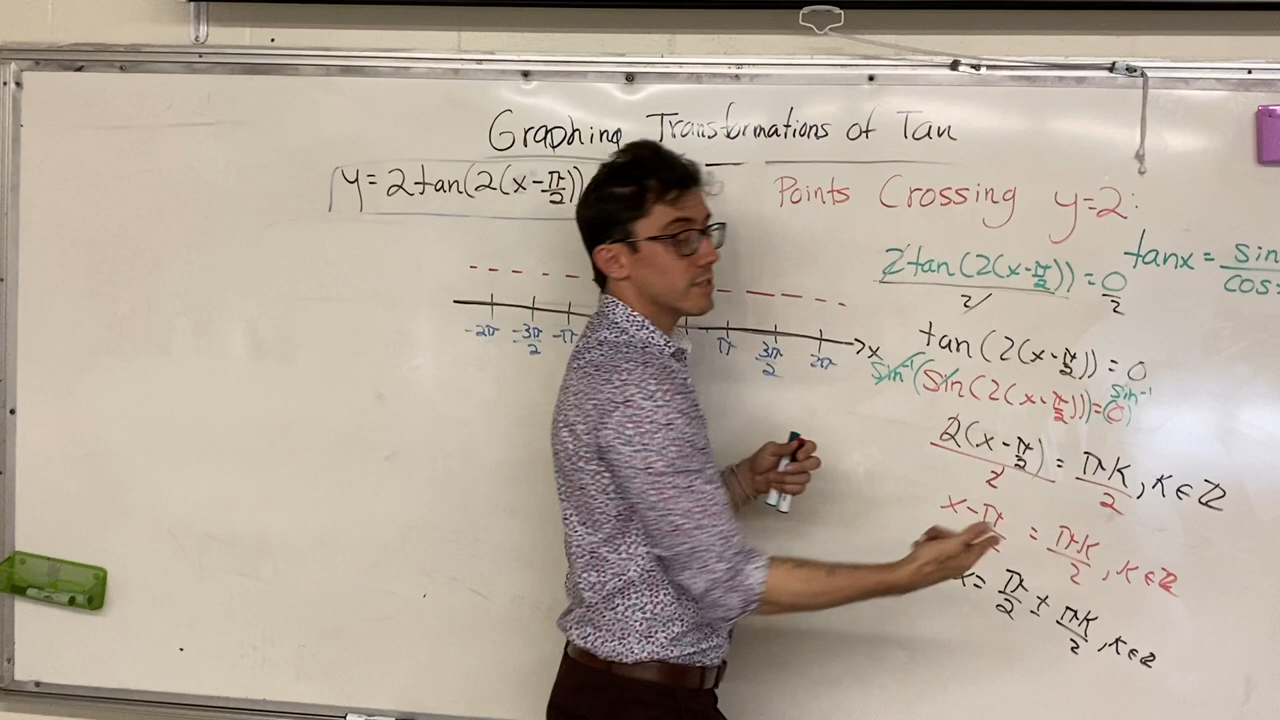 Graphing Transformations of Tan
y=2tan(2(x-π/2))
Points Crossing y=2:
2tan(2(x-π/2))/2 = 0/2
tanx = sin/cos
-2π -3π/2 -π π 3π/2 2π x
tan(2(x-π/2))=0
sin⁻¹(sin(2(x-π/2)))=sin⁻¹(0)
2(x-π/2)/2 = πk/2, k∈ℤ
x-π = πk/2, k∈ℤ
x= π/2 ± πk/2, k∈ℤ